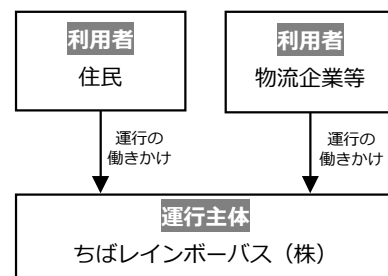 利用者
住民
利用者
物流企業等
運行の
働きかけ
運行の
働きかけ
運行主体
ちばレインボーバス（株）